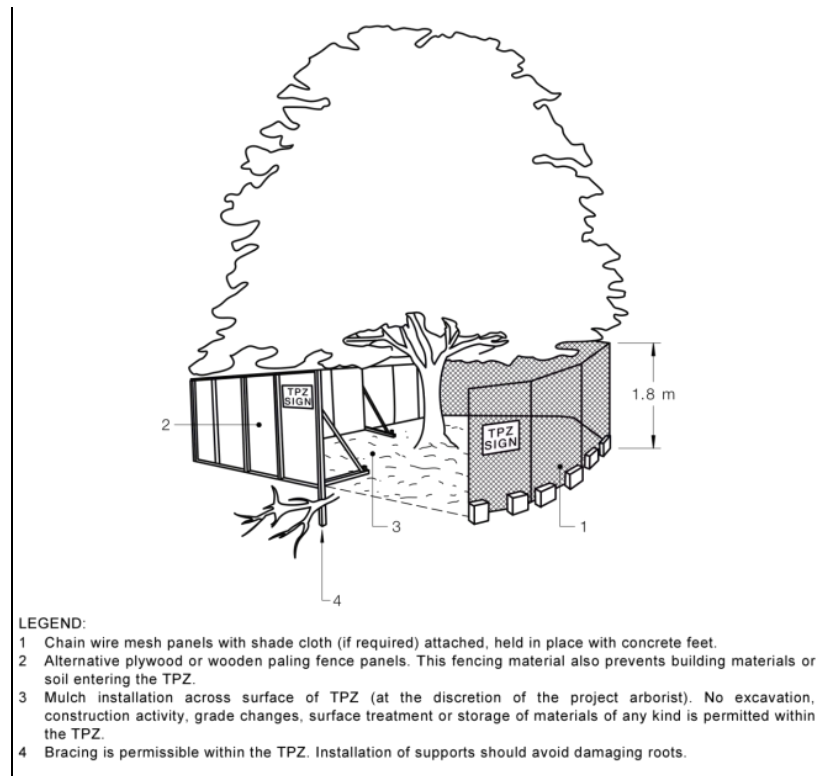 1.8 m
TPZ
SIGN
2
TPZ
SIGN
3
1
4
LEGEND:
1 Chain wire mesh panels with shade cloth (if required) attached, held in place with concrete feet.
2 Alternative plywood or wooden paling fence panels. This fencing material also prevents building materials or
soil entering the TPZ.
3 Mulch installation across surface of TPZ (at the discretion of the project arborist). No excavation,
construction activity, grade changes, surface treatment or storage of materials of any kind is permitted within
the TPZ.
4 Bracing is permissible within the TPZ. Installation of supports should avoid damaging roots.